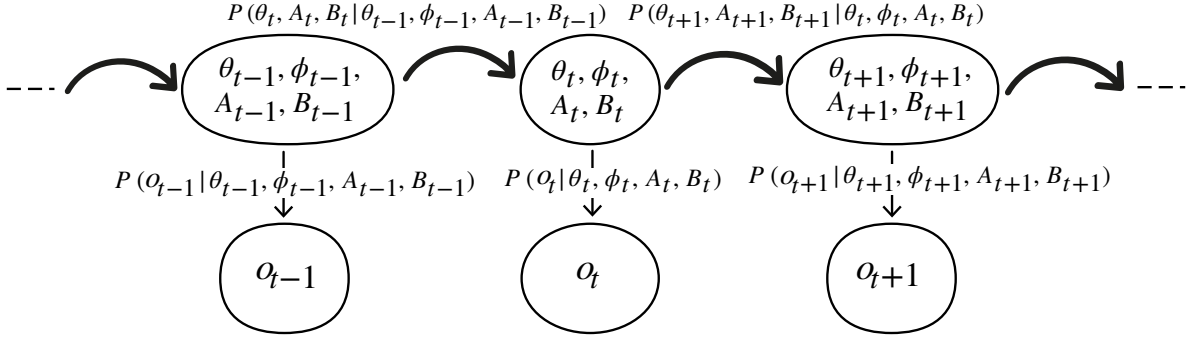 P (θ_t, A_t, B_t | θ_{t−1}, ϕ_{t−1}, A_{t−1}, B_{t−1}) P (θ_{t+1}, A_{t+1}, B_{t+1} | θ_t, ϕ_t, A_t, B_t)
θ_{t−1}, ϕ_{t−1},
A_{t−1}, B_{t−1}
θ_t, ϕ_t,
A_t, B_t
θ_{t+1}, ϕ_{t+1},
A_{t+1}, B_{t+1}
P (o_{t−1} | θ_{t−1}, ϕ_{t−1}, A_{t−1}, B_{t−1}) P (o_t | θ_t, ϕ_t, A_t, B_t) P (o_{t+1} | θ_{t+1}, ϕ_{t+1}, A_{t+1}, B_{t+1})
o_{t−1} o_t o_{t+1}